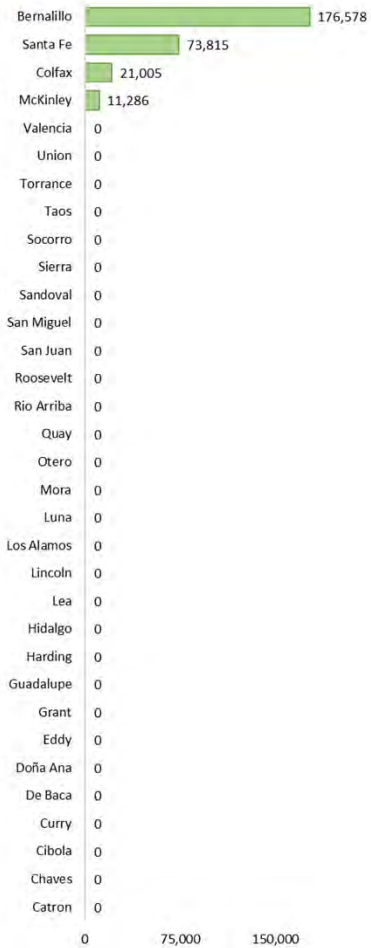 Bernalillo 176,578
Santa Fe 73,815
Colfax 21,005
McKinley 11,286
Valencia 0
Union 0
Torrance 0
Taos 0
Socorro 0
Sierra 0
Sandoval 0
San Miguel 0
San Juan 0
Roosevelt 0
Rio Arriba 0
Quay 0
Otero 0
Mora 0
Luna 0
Los Alamos 0
Lincoln 0
Lea 0
Hidalgo 0
Harding 0
Guadalupe 0
Grant 0
Eddy 0
Doña Ana 0
De Baca 0
Curry 0
Cibola 0
Chaves 0
Catron 0
0 75,000 150,000